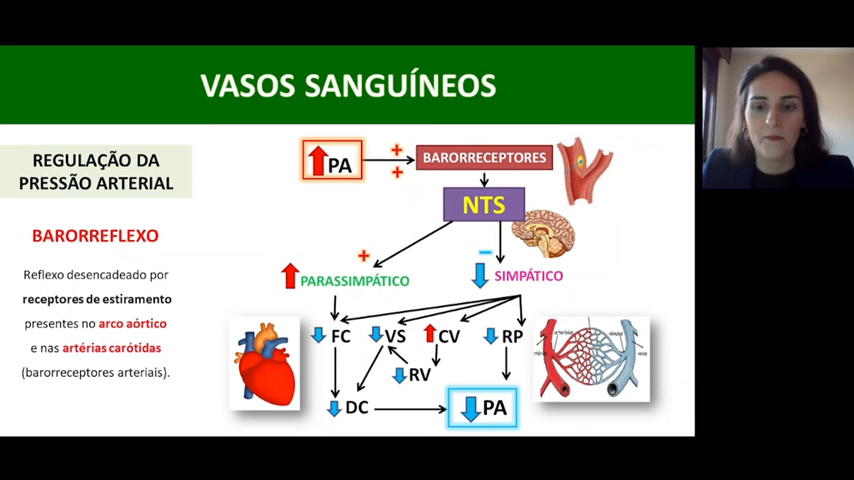 VASOS SANGUÍNEOS
REGULAÇÃO DA
PRESSÃO ARTERIAL
BARORREFLEXO
Reflexo desencadeado por
receptores de estiramento
presentes no arco aórtico
e nas artérias carótidas
(barorreceptores arteriais).
PA
+
+
BARORRECEPTORES
NTS
+
–
PARASSIMPÁTICO
SIMPÁTICO
FC
VS
CV
RP
RV
DC
PA